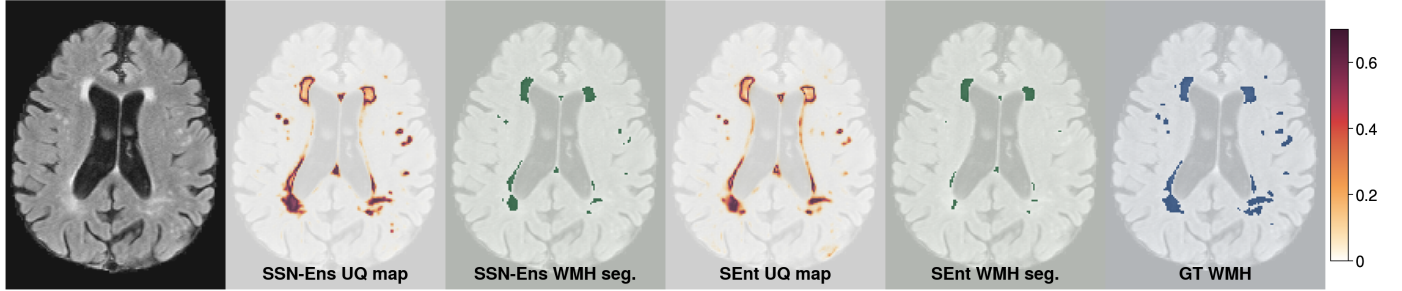 SSN-Ens UQ map
SSN-Ens WMH seg.
SEnt UQ map
SEnt WMH seg.
GT WMH
0.6
0.4
0.2
0